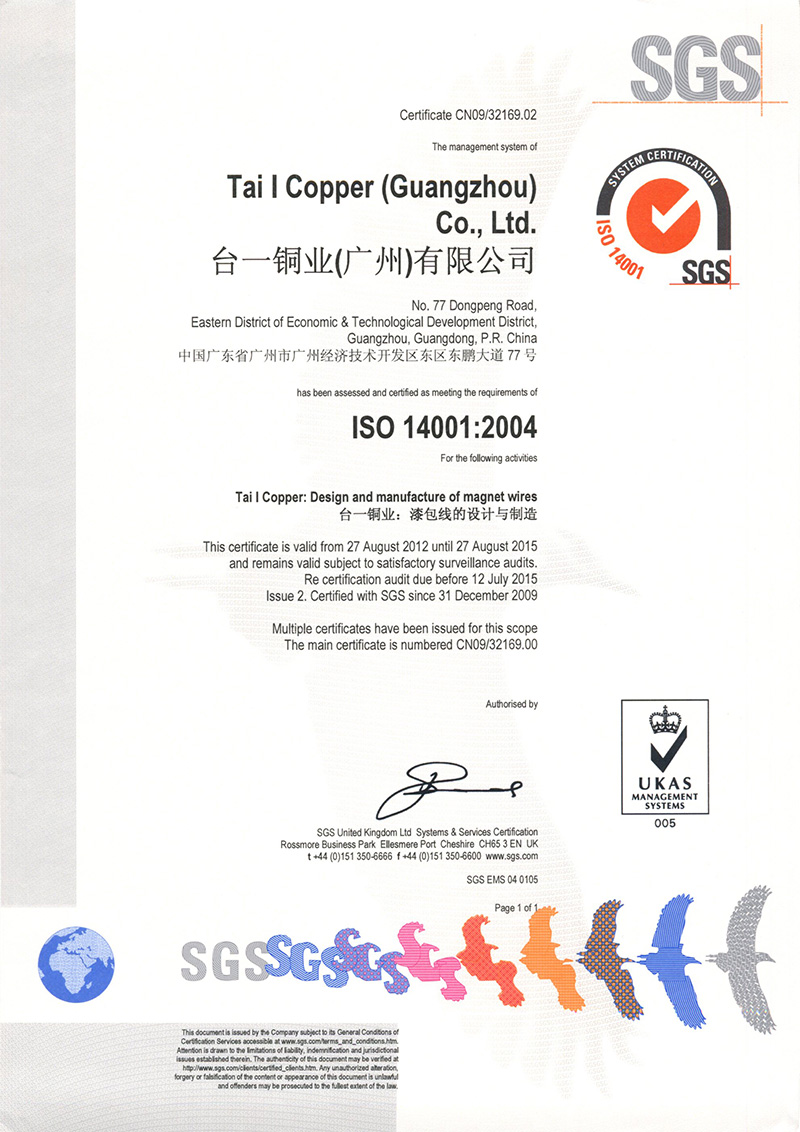 SGS
Certificate CN09/32169.02
The management system of
Tai I Copper (Guangzhou)
Co., Ltd.
台一铜业(广州)有限公司
SYSTEM CERTIFICATION
ISO 14001
SGS
No. 77 Dongpeng Road,
Eastern District of Economic & Technological Development District,
Guangzhou, Guangdong, P.R. China
中国广东省广州市广州经济技术开发区东区东鹏大道 77 号
has been assessed and certified as meeting the requirements of
ISO 14001:2004
For the following activities
Tai I Copper: Design and manufacture of magnet wires
台一铜业：漆包线的设计与制造
This certificate is valid from 27 August 2012 until 27 August 2015
and remains valid subject to satisfactory surveillance audits.
Re certification audit due before 12 July 2015
Issue 2. Certified with SGS since 31 December 2009
Multiple certificates have been issued for this scope
The main certificate is numbered CN09/32169.00
Authorised by
UKAS
MANAGEMENT
SYSTEMS
005
SGS United Kingdom Ltd Systems & Services Certification
Rossmore Business Park Ellesmere Port Cheshire CH65 3 EN UK
t +44 (0)151 350-6666 f +44 (0)151 350-6600 www.sgs.com
SGS EMS 04 0105
Page 1 of 1
SGS SGS SGS
This document is issued by the Company subject to its General Conditions of
Certification Services accessible at www.sgs.com/terms_and_conditions.htm.
Attention is drawn to the limitations of liability, indemnification and jurisdictional
issues established therein. The authenticity of this document may be verified at
http://www.sgs.com/clients/certified_clients.htm. Any unauthorized alteration,
forgery or falsification of the content or appearance of this document is unlawful
and offenders may be prosecuted to the fullest extent of the law.